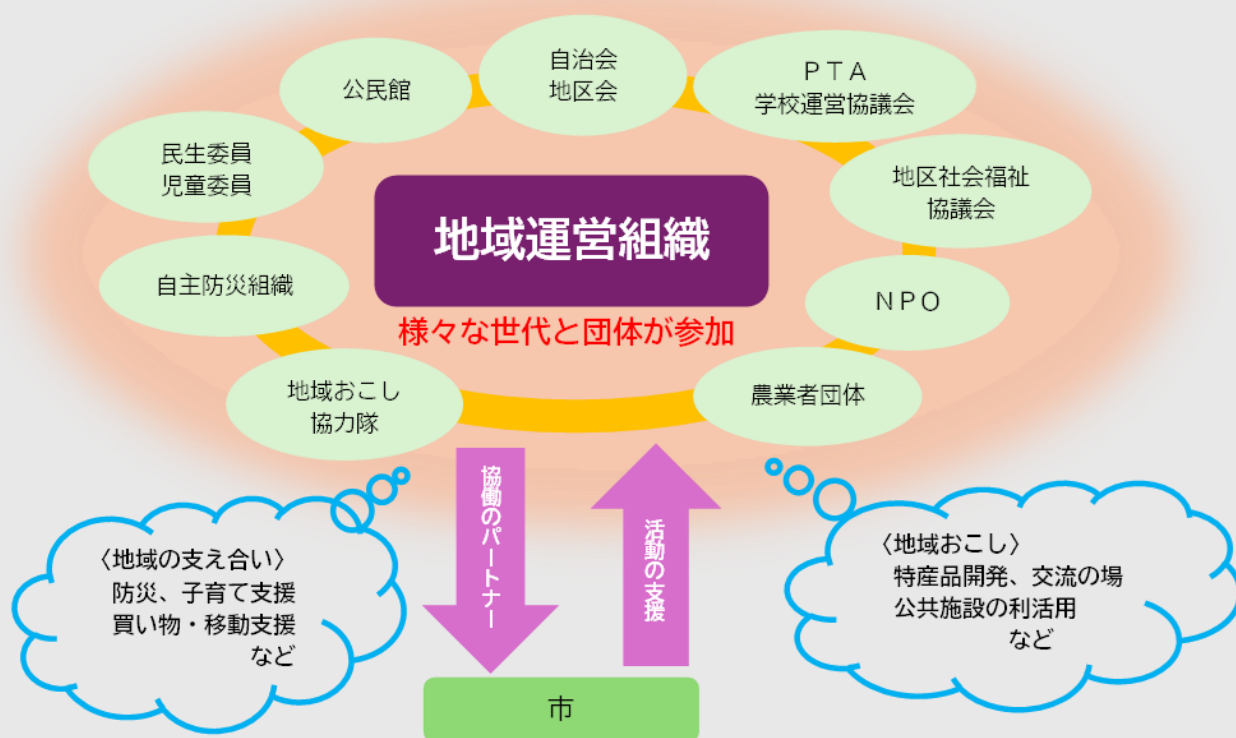 自治会
地区会
ＰＴＡ
学校運営協議会
公民館
民生委員
児童委員
地区社会福祉
協議会
地域運営組織
自主防災組織
ＮＰＯ
様々な世代と団体が参加
地域おこし
協力隊
農業者団体
協働のパートナー
活動の支援
〈地域の支え合い〉
防災、子育て支援
買い物・移動支援
など
〈地域おこし〉
特産品開発、交流の場
公共施設の利活用
など
市